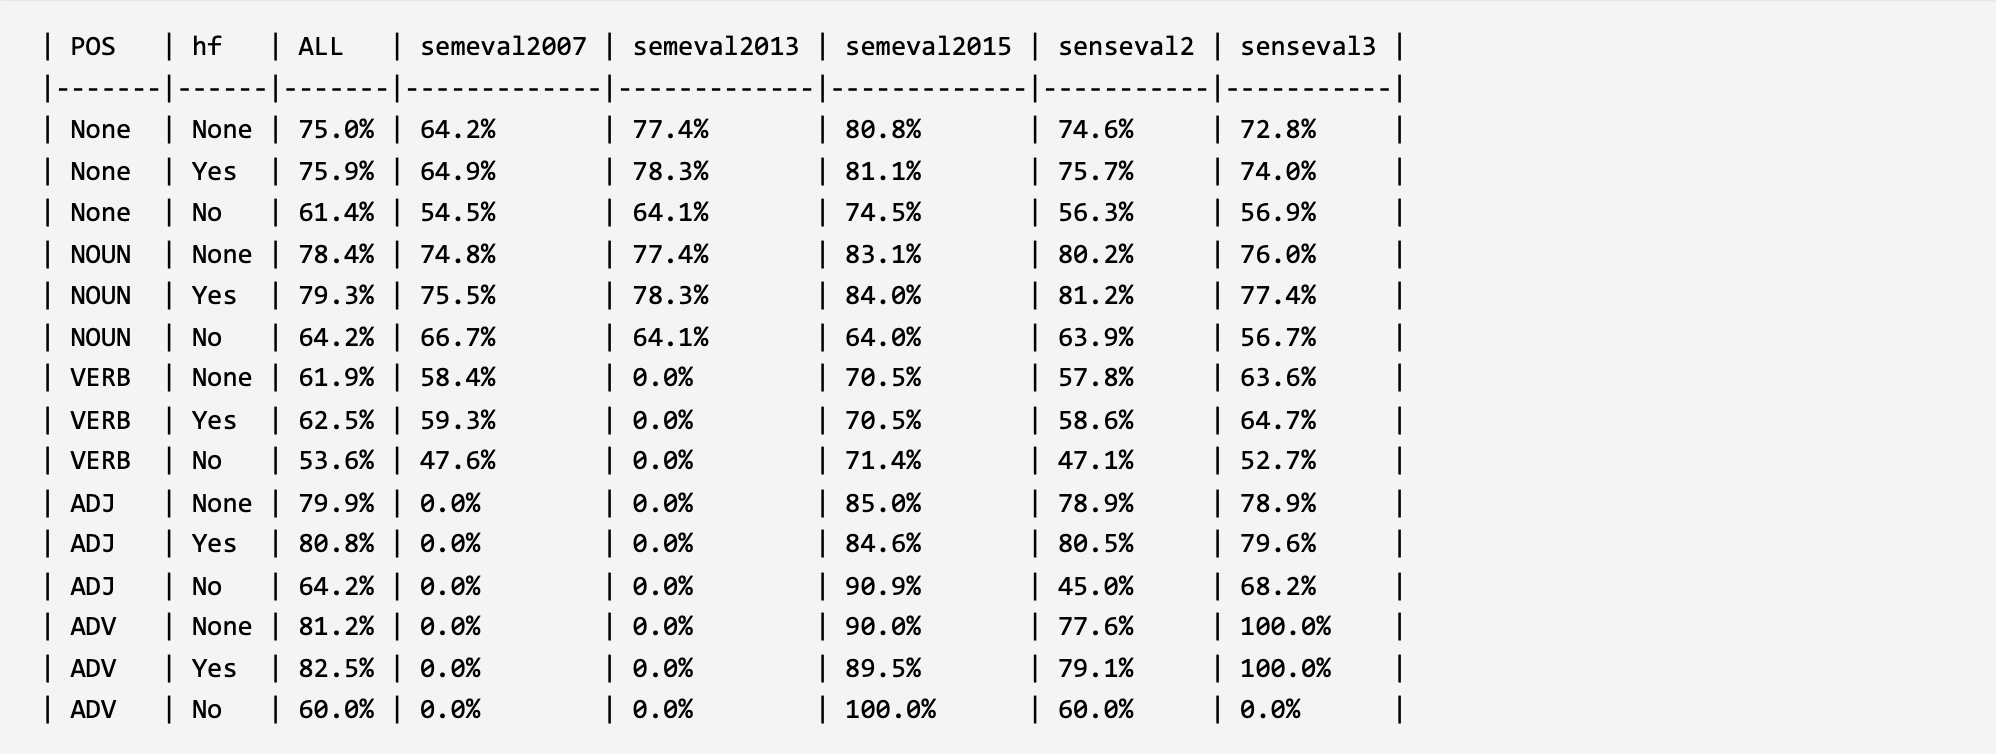 | POS   | hf   | ALL   | semeval2007 | semeval2013 | semeval2015 | senseval2 | senseval3 |
|-------|------|-------|-------------|-------------|-------------|-----------|-----------|
| None  | None | 75.0% | 64.2%       | 77.4%       | 80.8%       | 74.6%     | 72.8%     |
| None  | Yes  | 75.9% | 64.9%       | 78.3%       | 81.1%       | 75.7%     | 74.0%     |
| None  | No   | 61.4% | 54.5%       | 64.1%       | 74.5%       | 56.3%     | 56.9%     |
| NOUN  | None | 78.4% | 74.8%       | 77.4%       | 83.1%       | 80.2%     | 76.0%     |
| NOUN  | Yes  | 79.3% | 75.5%       | 78.3%       | 84.0%       | 81.2%     | 77.4%     |
| NOUN  | No   | 64.2% | 66.7%       | 64.1%       | 64.0%       | 63.9%     | 56.7%     |
| VERB  | None | 61.9% | 58.4%       | 0.0%        | 70.5%       | 57.8%     | 63.6%     |
| VERB  | Yes  | 62.5% | 59.3%       | 0.0%        | 70.5%       | 58.6%     | 64.7%     |
| VERB  | No   | 53.6% | 47.6%       | 0.0%        | 71.4%       | 47.1%     | 52.7%     |
| ADJ   | None | 79.9% | 0.0%        | 0.0%        | 85.0%       | 78.9%     | 78.9%     |
| ADJ   | Yes  | 80.8% | 0.0%        | 0.0%        | 84.6%       | 80.5%     | 79.6%     |
| ADJ   | No   | 64.2% | 0.0%        | 0.0%        | 90.9%       | 45.0%     | 68.2%     |
| ADV   | None | 81.2% | 0.0%        | 0.0%        | 90.0%       | 77.6%     | 100.0%    |
| ADV   | Yes  | 82.5% | 0.0%        | 0.0%        | 89.5%       | 79.1%     | 100.0%    |
| ADV   | No   | 60.0% | 0.0%        | 0.0%        | 100.0%      | 60.0%     | 0.0%      |